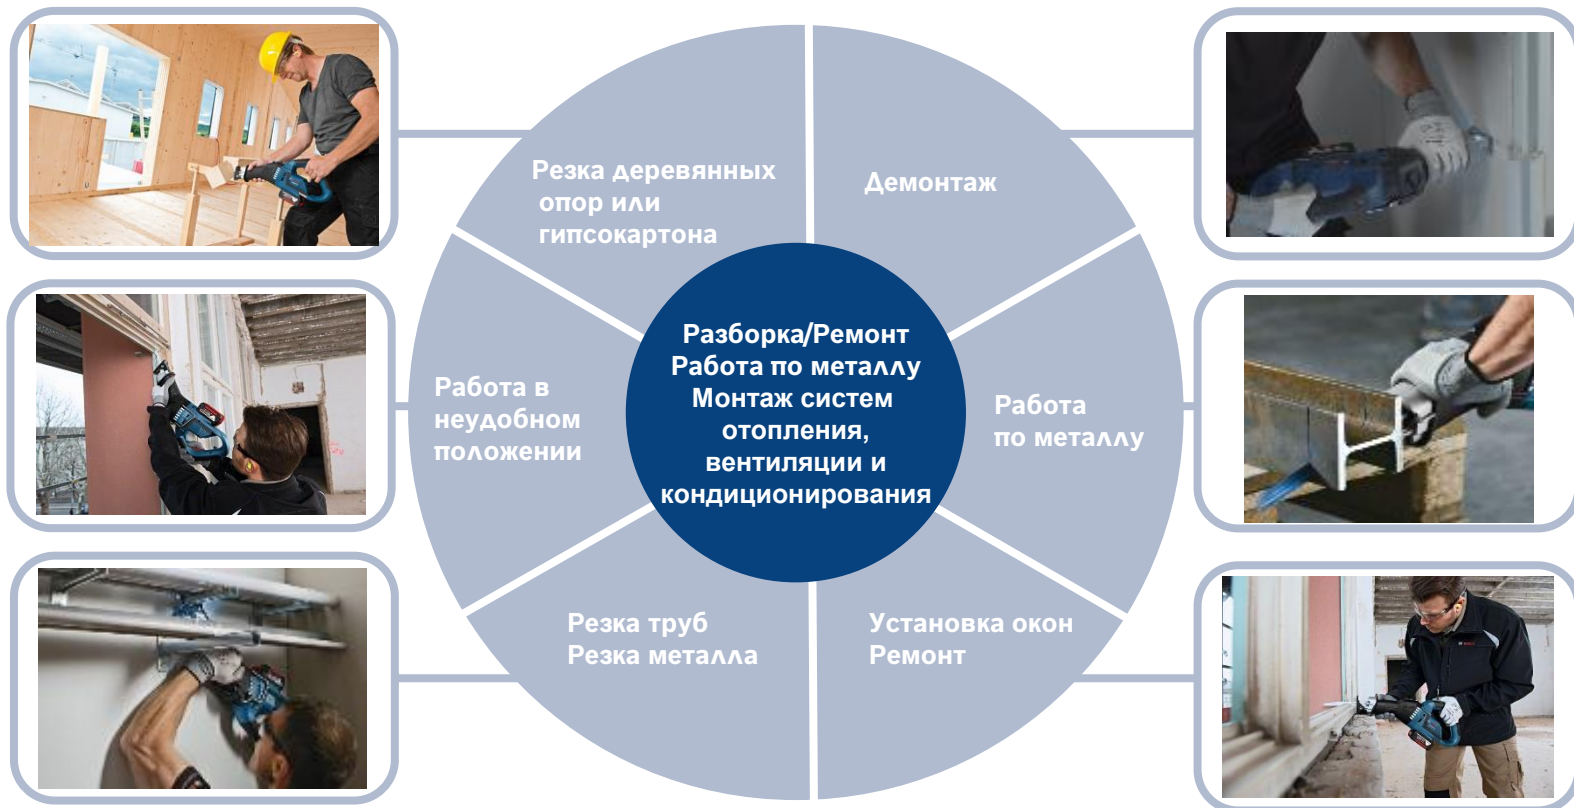 Резка деревянных
опор или
гипсокартона
Демонтаж
Разборка/Ремонт
Работа по металлу
Монтаж систем
отопления,
вентиляции и
кондиционирования
Работа в
неудобном
положении
Работа
по металлу
Резка труб
Резка металла
Установка окон
Ремонт